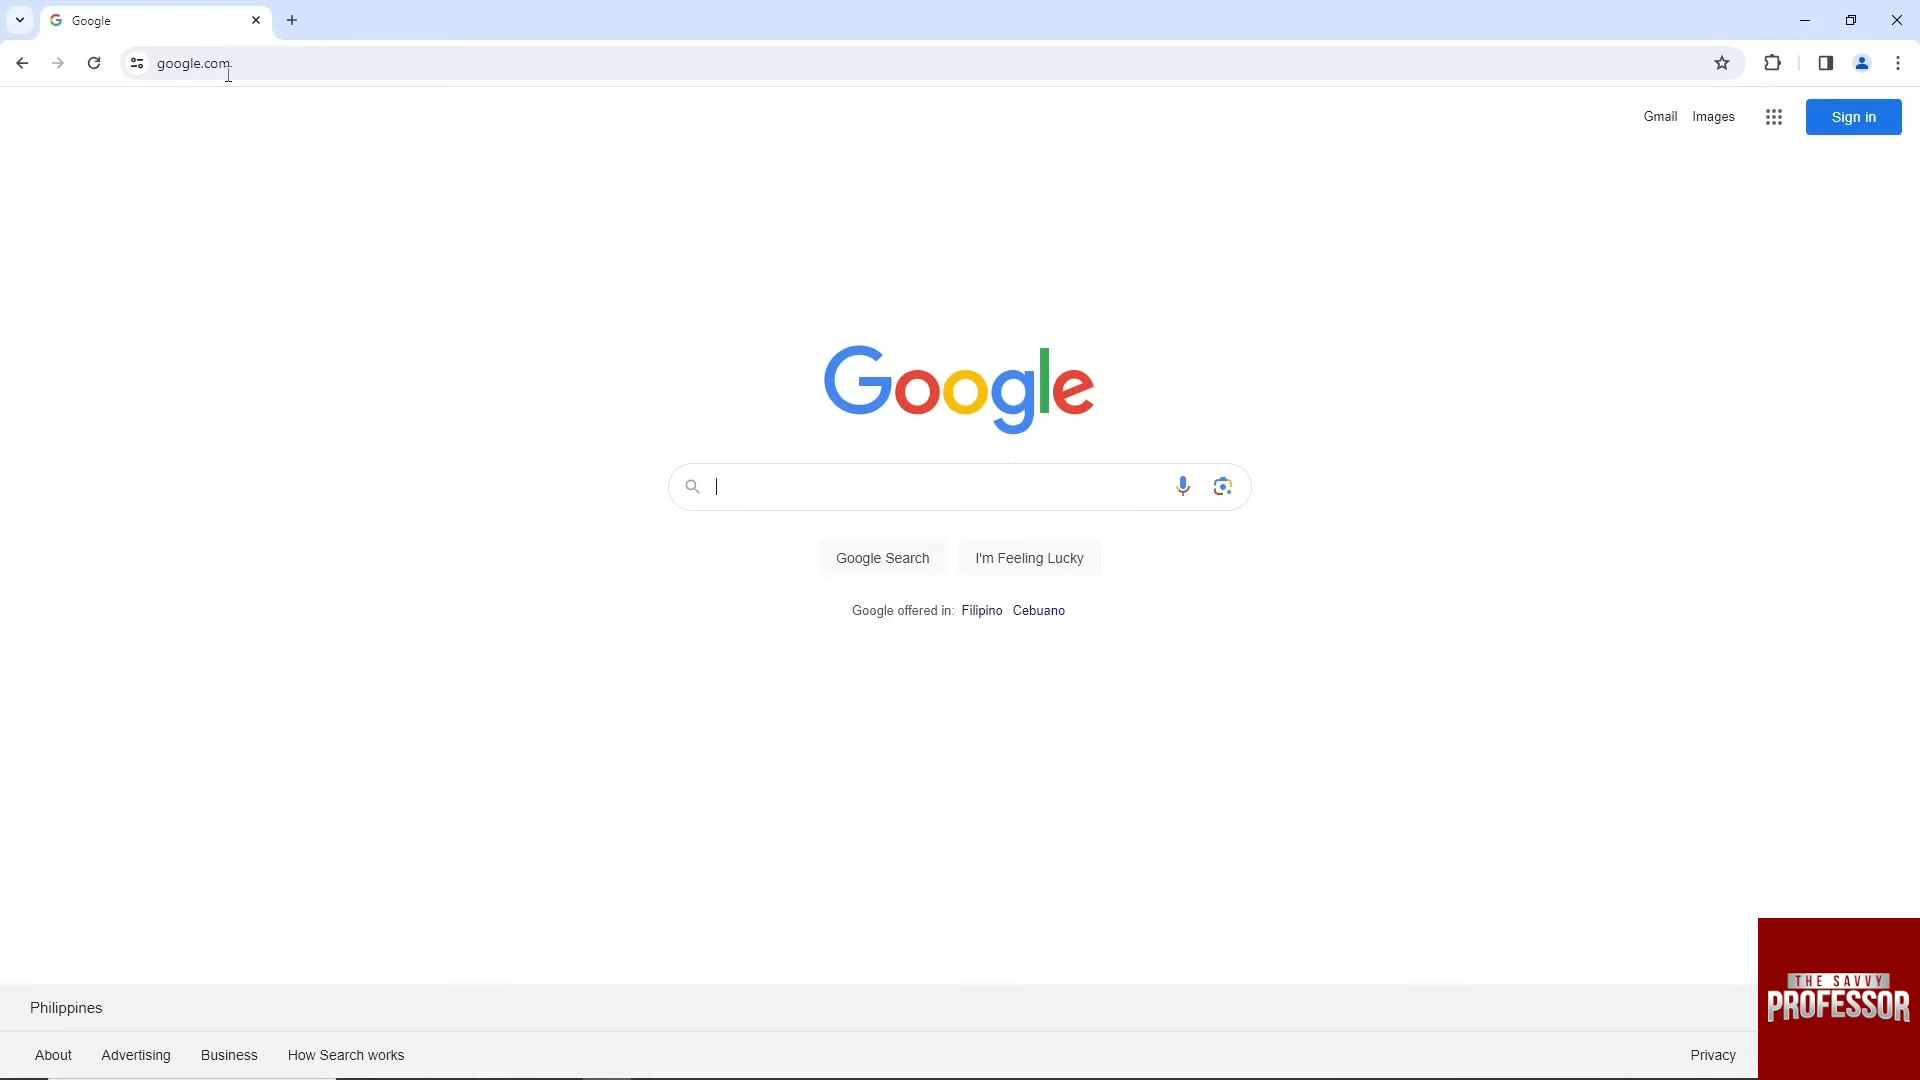 Google
google.com
Gmail Images Sign in
Google
Google Search I'm Feeling Lucky
Google offered in: Filipino Cebuano
Philippines
About Advertising Business How Search works Privacy
THE SAVVY
PROFESSOR